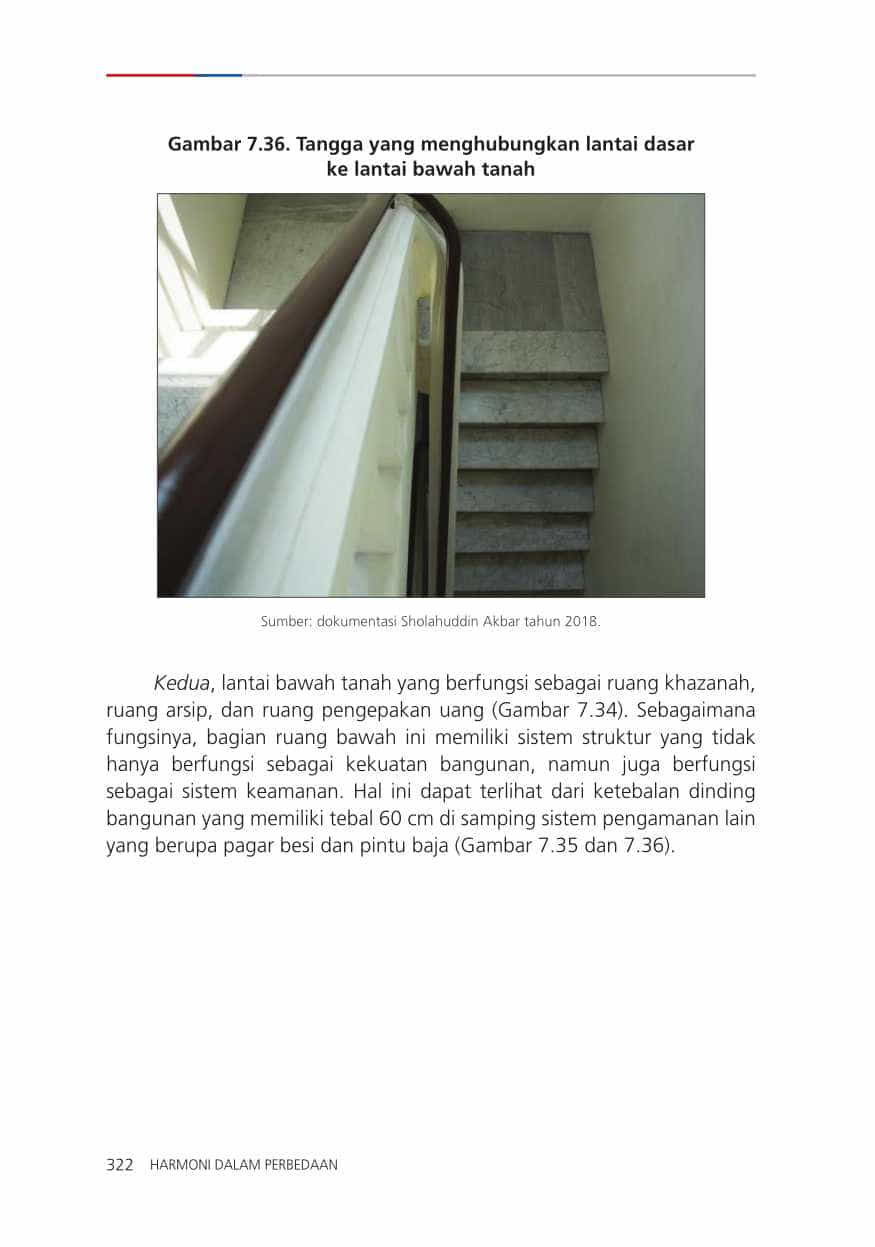 Gambar 7.36. Tangga yang menghubungkan lantai dasar
ke lantai bawah tanah
Sumber: dokumentasi Sholahuddin Akbar tahun 2018.
Kedua, lantai bawah tanah yang berfungsi sebagai ruang khazanah,
ruang arsip, dan ruang pengepakan uang (Gambar 7.34). Sebagaimana
fungsinya, bagian ruang bawah ini memiliki sistem struktur yang tidak
hanya berfungsi sebagai kekuatan bangunan, namun juga berfungsi
sebagai sistem keamanan. Hal ini dapat terlihat dari ketebalan dinding
bangunan yang memiliki tebal 60 cm di samping sistem pengamanan lain
yang berupa pagar besi dan pintu baja (Gambar 7.35 dan 7.36).
322 HARMONI DALAM PERBEDAAN